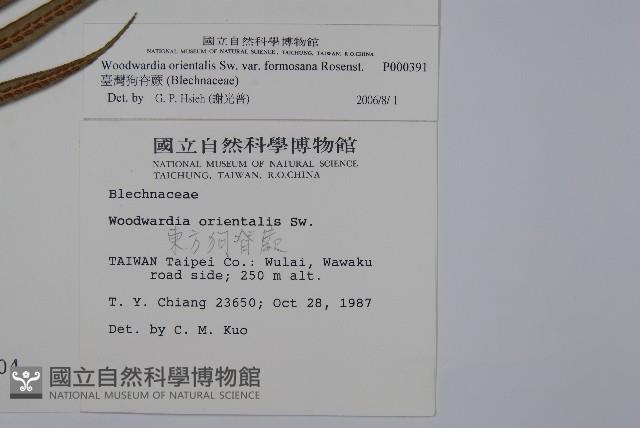 國立自然科學博物館
NATIONAL MUSEUM OF NATURAL SCIENCE, TAICHUNG, TAIWAN, R.O.CHINA
Woodwardia orientalis Sw. var. formosana Rosenst. P000391
臺灣狗脊蕨 (Blechnaceae)
Det. by G. P. Hsieh (謝光普) 2006/8/1
國立自然科學博物館
NATIONAL MUSEUM OF NATURAL SCIENCE
TAICHUNG, TAIWAN, R.O.CHINA
Blechnaceae
Woodwardia orientalis Sw.
東方狗脊蕨
TAIWAN Taipei Co.: Wulai, Wawaku
road side; 250 m alt.
T. Y. Chiang 23650; Oct 28, 1987
Det. by C. M. Kuo
04
國立自然科學博物館
NATIONAL MUSEUM OF NATURAL SCIENCE